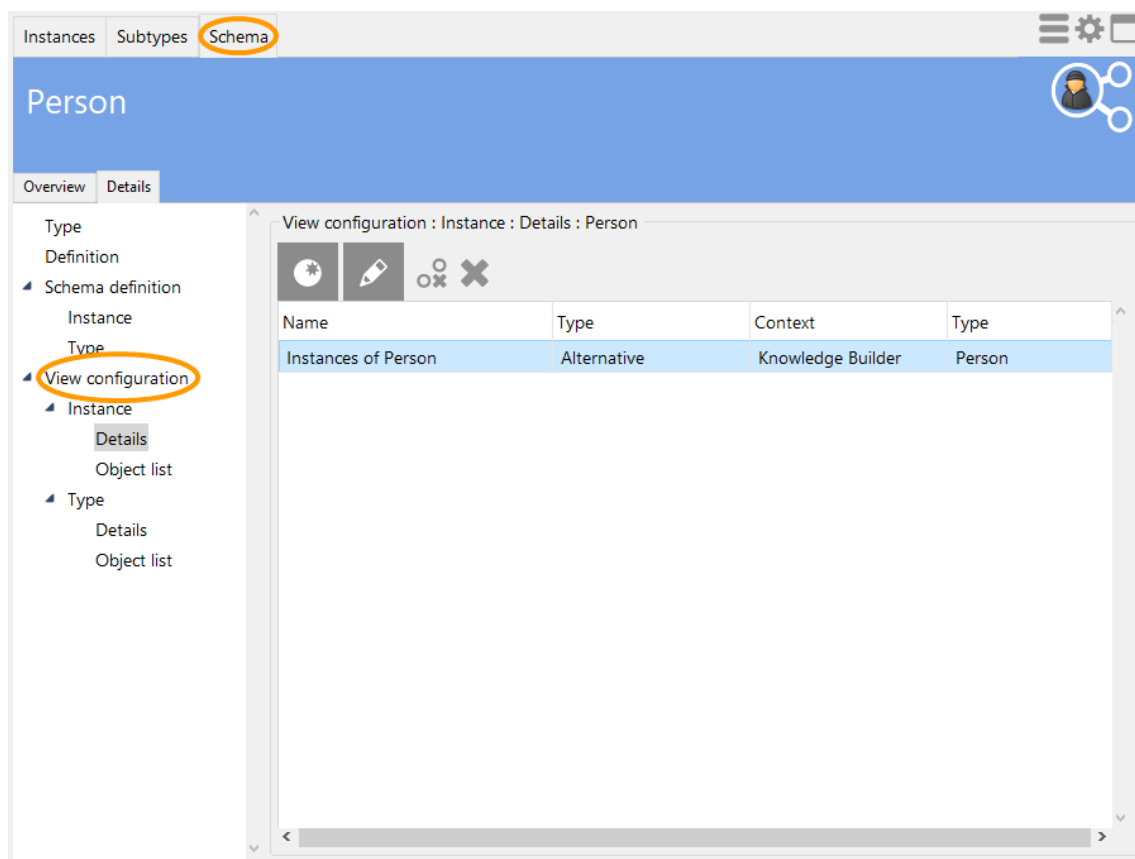 Instances Subtypes Schema
Person
Overview Details
Type
Definition
Schema definition
Instance
Type
View configuration
Instance
Details
Object list
Type
Details
Object list
View configuration : Instance : Details : Person
Name Type Context Type
Instances of Person Alternative Knowledge Builder Person